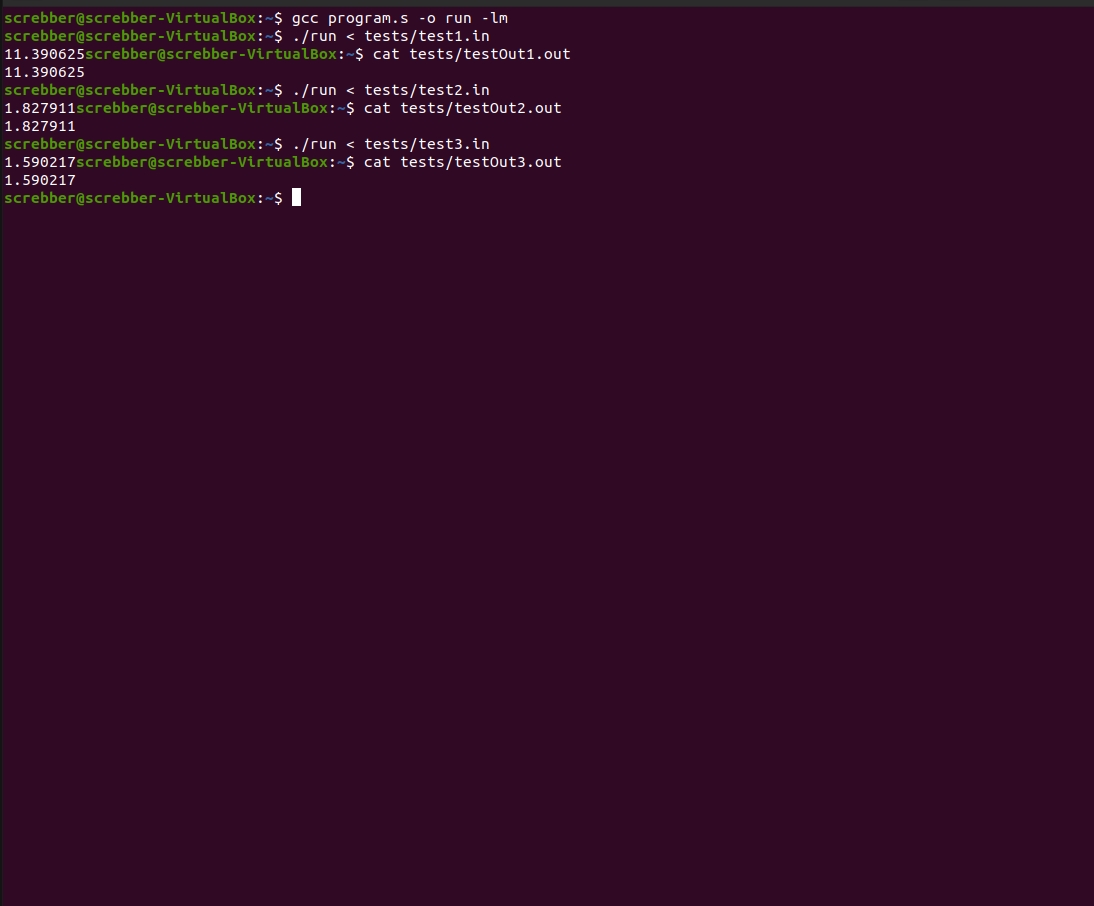 screbber@screbber-VirtualBox:~$ gcc program.s -o run -lm
screbber@screbber-VirtualBox:~$ ./run < tests/test1.in
11.390625screbber@screbber-VirtualBox:~$ cat tests/testOut1.out
11.390625
screbber@screbber-VirtualBox:~$ ./run < tests/test2.in
1.827911screbber@screbber-VirtualBox:~$ cat tests/testOut2.out
1.827911
screbber@screbber-VirtualBox:~$ ./run < tests/test3.in
1.590217screbber@screbber-VirtualBox:~$ cat tests/testOut3.out
1.590217
screbber@screbber-VirtualBox:~$